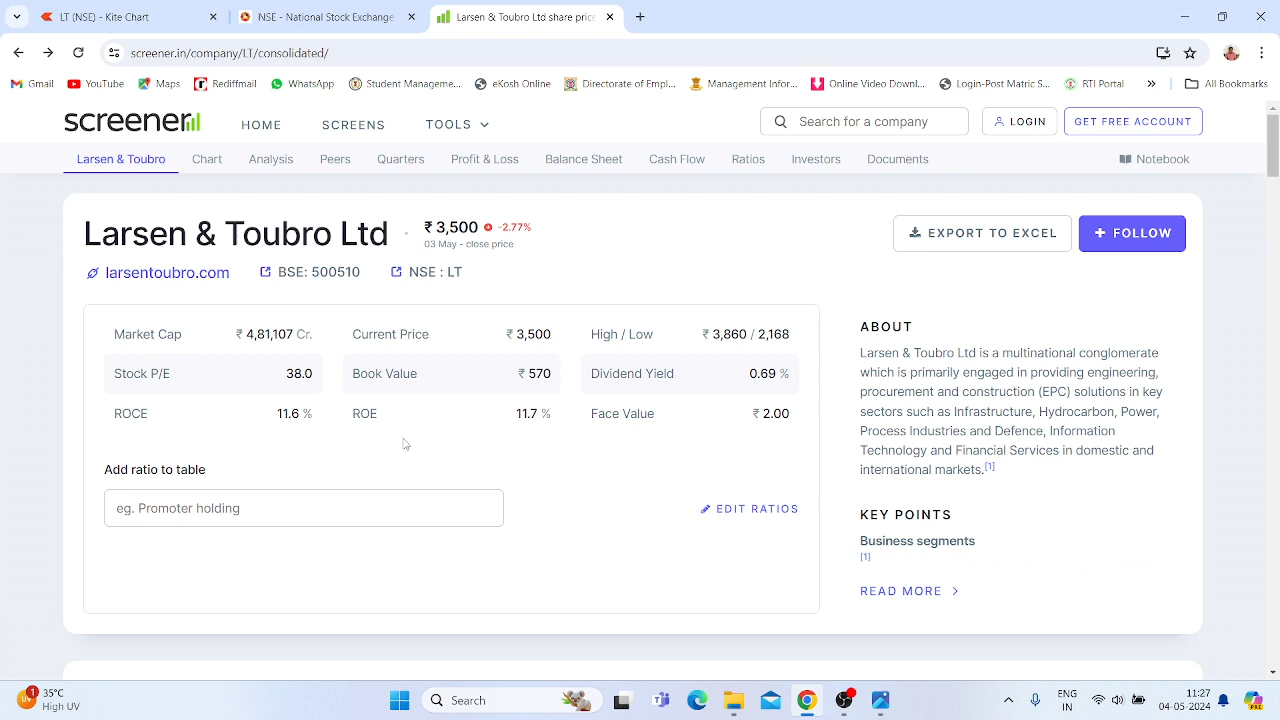 LT (NSE) - Kite
NSE - National Stock Exchange
Larsen & Toubro Ltd share price
screener.in/company/LT/consolidated/
Gmail YouTube Maps Rediffmail WhatsApp Student Manageme... eKosh Online Directorate of Empl... Management Infor... Online Video Downl... Login-Post Matric S... RTI Portal » All Bookmarks
screener
HOME SCREENS TOOLS
Search for a company
LOGIN
GET FREE ACCOUNT
Larsen & Toubro Chart Analysis Peers Quarters Profit & Loss Balance Sheet Cash Flow Ratios Investors Documents Notebook
Larsen & Toubro Ltd
₹ 3,500 -2.77%
03 May - close price
EXPORT TO EXCEL
+ FOLLOW
larsentoubro.com BSE: 500510 NSE : LT
Market Cap ₹ 4,81,107 Cr. Current Price ₹ 3,500 High / Low ₹ 3,860 / 2,168
Stock P/E 38.0 Book Value ₹ 570 Dividend Yield 0.69 %
ROCE 11.6 % ROE 11.7 % Face Value ₹ 2.00
Add ratio to table
eg. Promoter holding
EDIT RATIOS
ABOUT
Larsen & Toubro Ltd is a multinational conglomerate
which is primarily engaged in providing engineering,
procurement and construction (EPC) solutions in key
sectors such as Infrastructure, Hydrocarbon, Power,
Process Industries and Defence, Information
Technology and Financial Services in domestic and
international markets.[1]
KEY POINTS
Business segments
[1]
READ MORE
1
35°C
High UV
Search
ENG
IN
11:27
04-05-2024
PRE